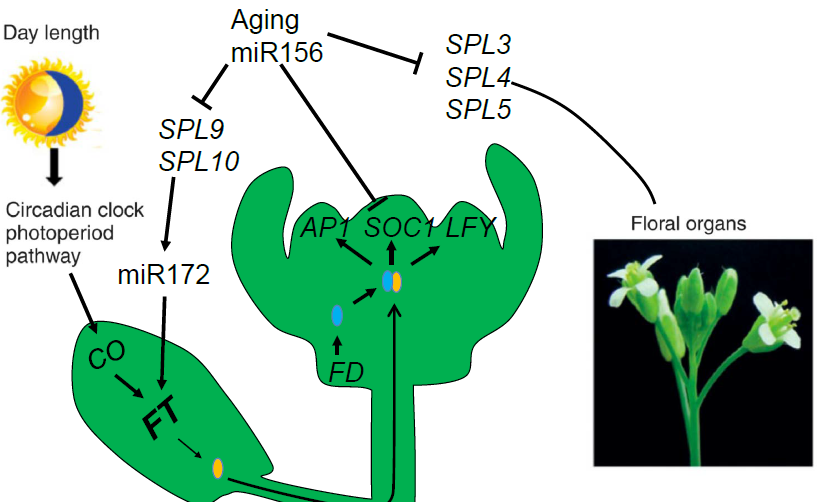 Day length
Aging
miR156
SPL3
SPL4
SPL5
SPL9
SPL10
Circadian clock
photoperiod
pathway
miR172
AP1 SOC1 LFY
Floral organs
CO
FD
FT